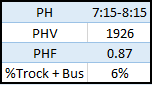 PH 7:15-8:15
PHV 1926
PHF 0.87
%Trock + Bus 6%